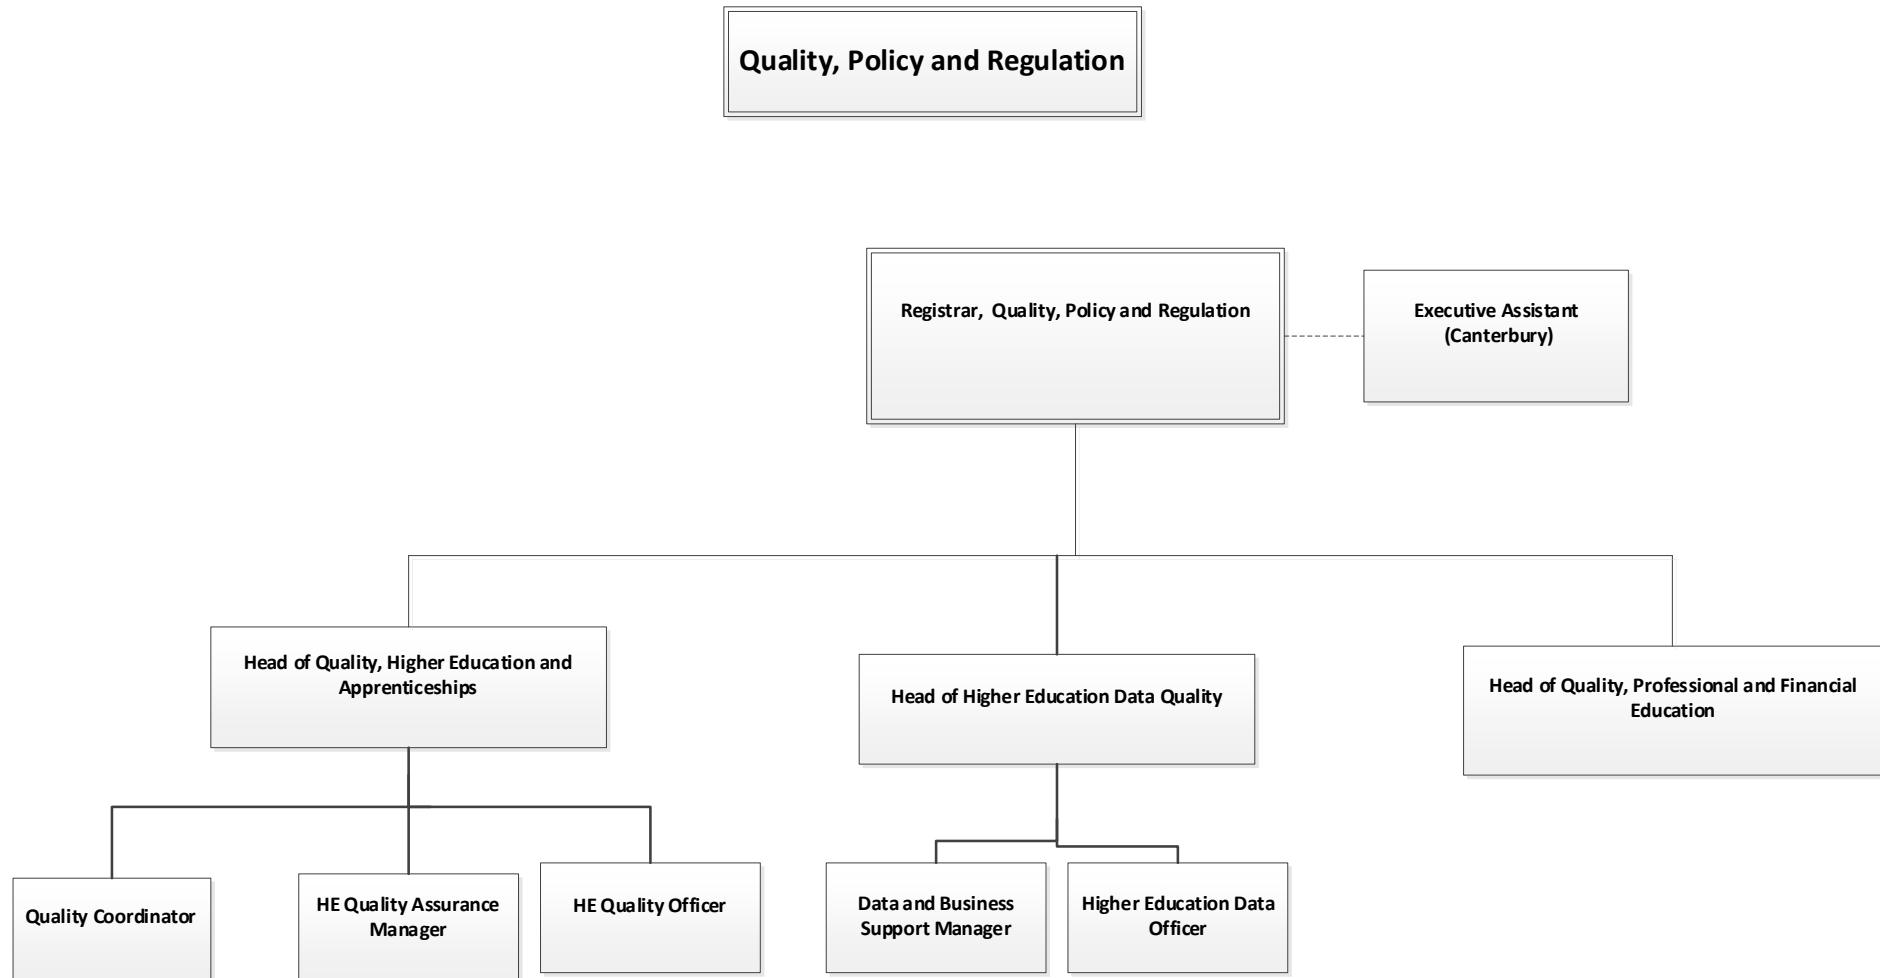 Quality, Policy and Regulation
Registrar, Quality, Policy and Regulation
Executive Assistant
(Canterbury)
Head of Quality, Higher Education and
Apprenticeships
Head of Higher Education Data Quality
Head of Quality, Professional and Financial
Education
Quality Coordinator
HE Quality Assurance
Manager
HE Quality Officer
Data and Business
Support Manager
Higher Education Data
Officer